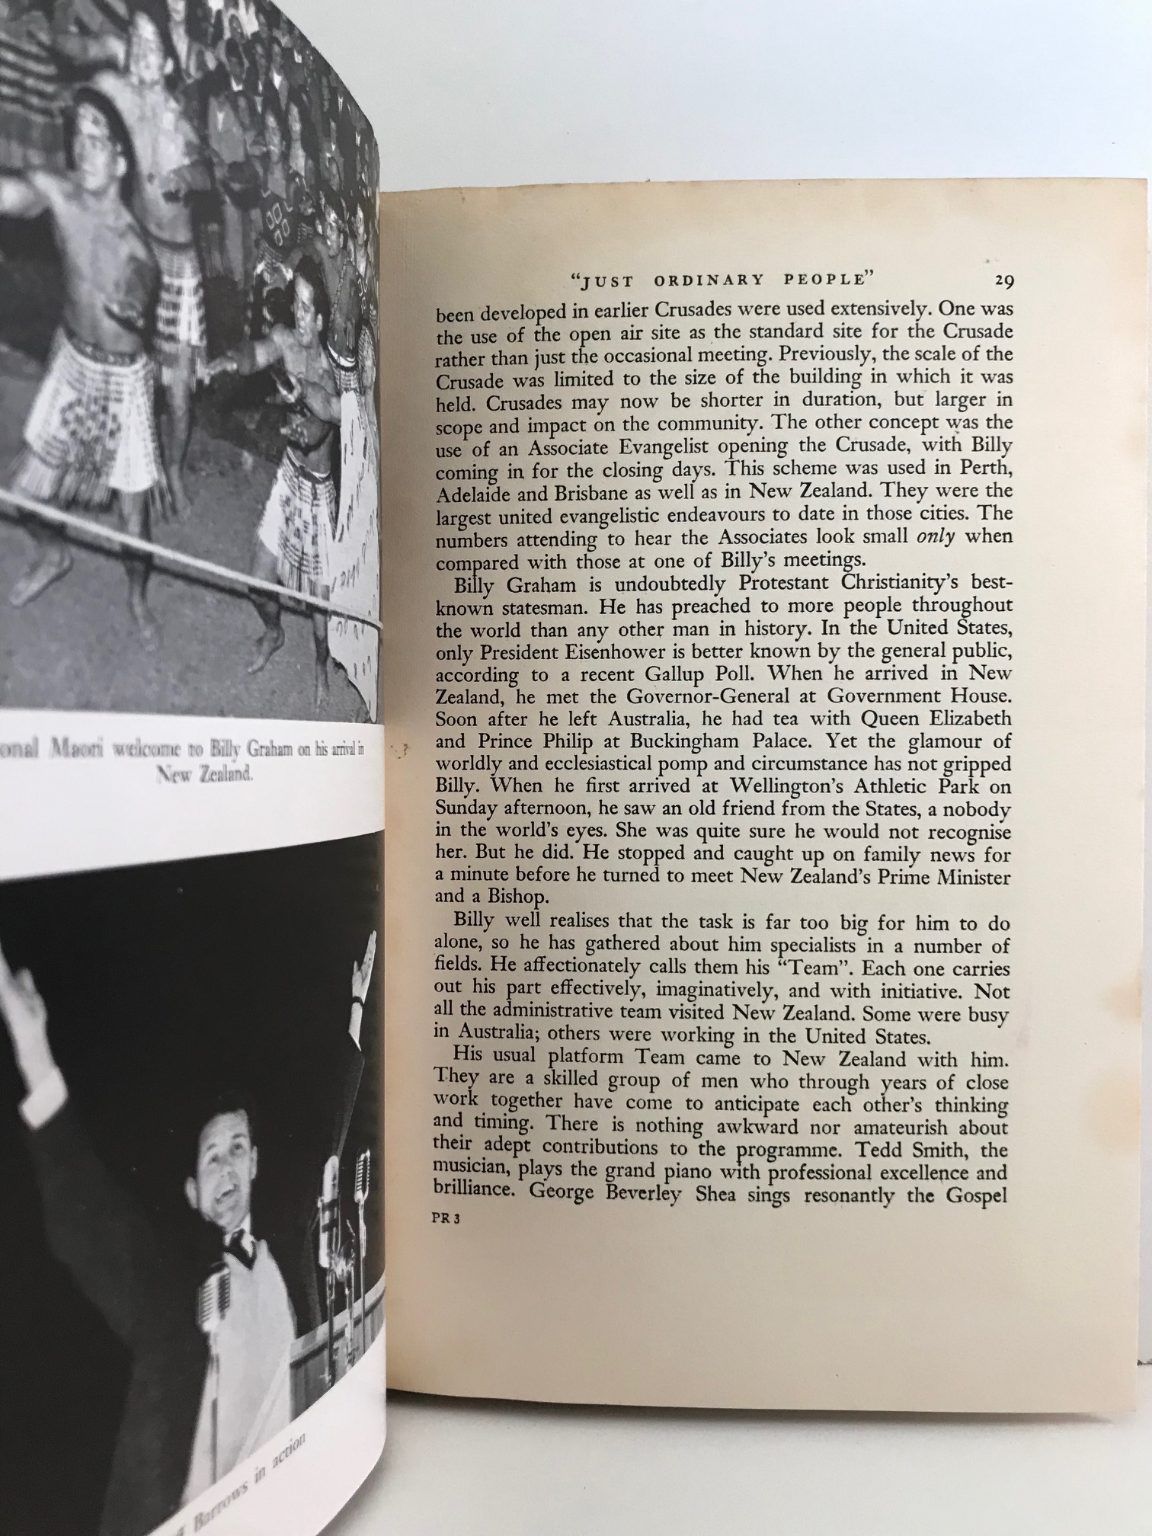 onal Maori welcome to Billy Graham on his arrival in
New Zealand.
Barrows in action
"JUST ORDINARY PEOPLE" 29
been developed in earlier Crusades were used extensively. One was
the use of the open air site as the standard site for the Crusade
rather than just the occasional meeting. Previously, the scale of the
Crusade was limited to the size of the building in which it was
held. Crusades may now be shorter in duration, but larger in
scope and impact on the community. The other concept was the
use of an Associate Evangelist opening the Crusade, with Billy
coming in for the closing days. This scheme was used in Perth,
Adelaide and Brisbane as well as in New Zealand. They were the
largest united evangelistic endeavours to date in those cities. The
numbers attending to hear the Associates look small only when
compared with those at one of Billy's meetings.
Billy Graham is undoubtedly Protestant Christianity's best-
known statesman. He has preached to more people throughout
the world than any other man in history. In the United States,
only President Eisenhower is better known by the general public,
according to a recent Gallup Poll. When he arrived in New
Zealand, he met the Governor-General at Government House.
Soon after he left Australia, he had tea with Queen Elizabeth
and Prince Philip at Buckingham Palace. Yet the glamour of
worldly and ecclesiastical pomp and circumstance has not gripped
Billy. When he first arrived at Wellington's Athletic Park on
Sunday afternoon, he saw an old friend from the States, a nobody
in the world's eyes. She was quite sure he would not recognise
her. But he did. He stopped and caught up on family news for
a minute before he turned to meet New Zealand's Prime Minister
and a Bishop.
Billy well realises that the task is far too big for him to do
alone, so he has gathered about him specialists in a number of
fields. He affectionately calls them his "Team". Each one carries
out his part effectively, imaginatively, and with initiative. Not
all the administrative team visited New Zealand. Some were busy
in Australia; others were working in the United States.
His usual platform Team came to New Zealand with him.
They are a skilled group of men who through years of close
work together have come to anticipate each other's thinking
and timing. There is nothing awkward nor amateurish about
their adept contributions to the programme. Tedd Smith, the
musician, plays the grand piano with professional excellence and
brilliance. George Beverley Shea sings resonantly the Gospel
PR 3